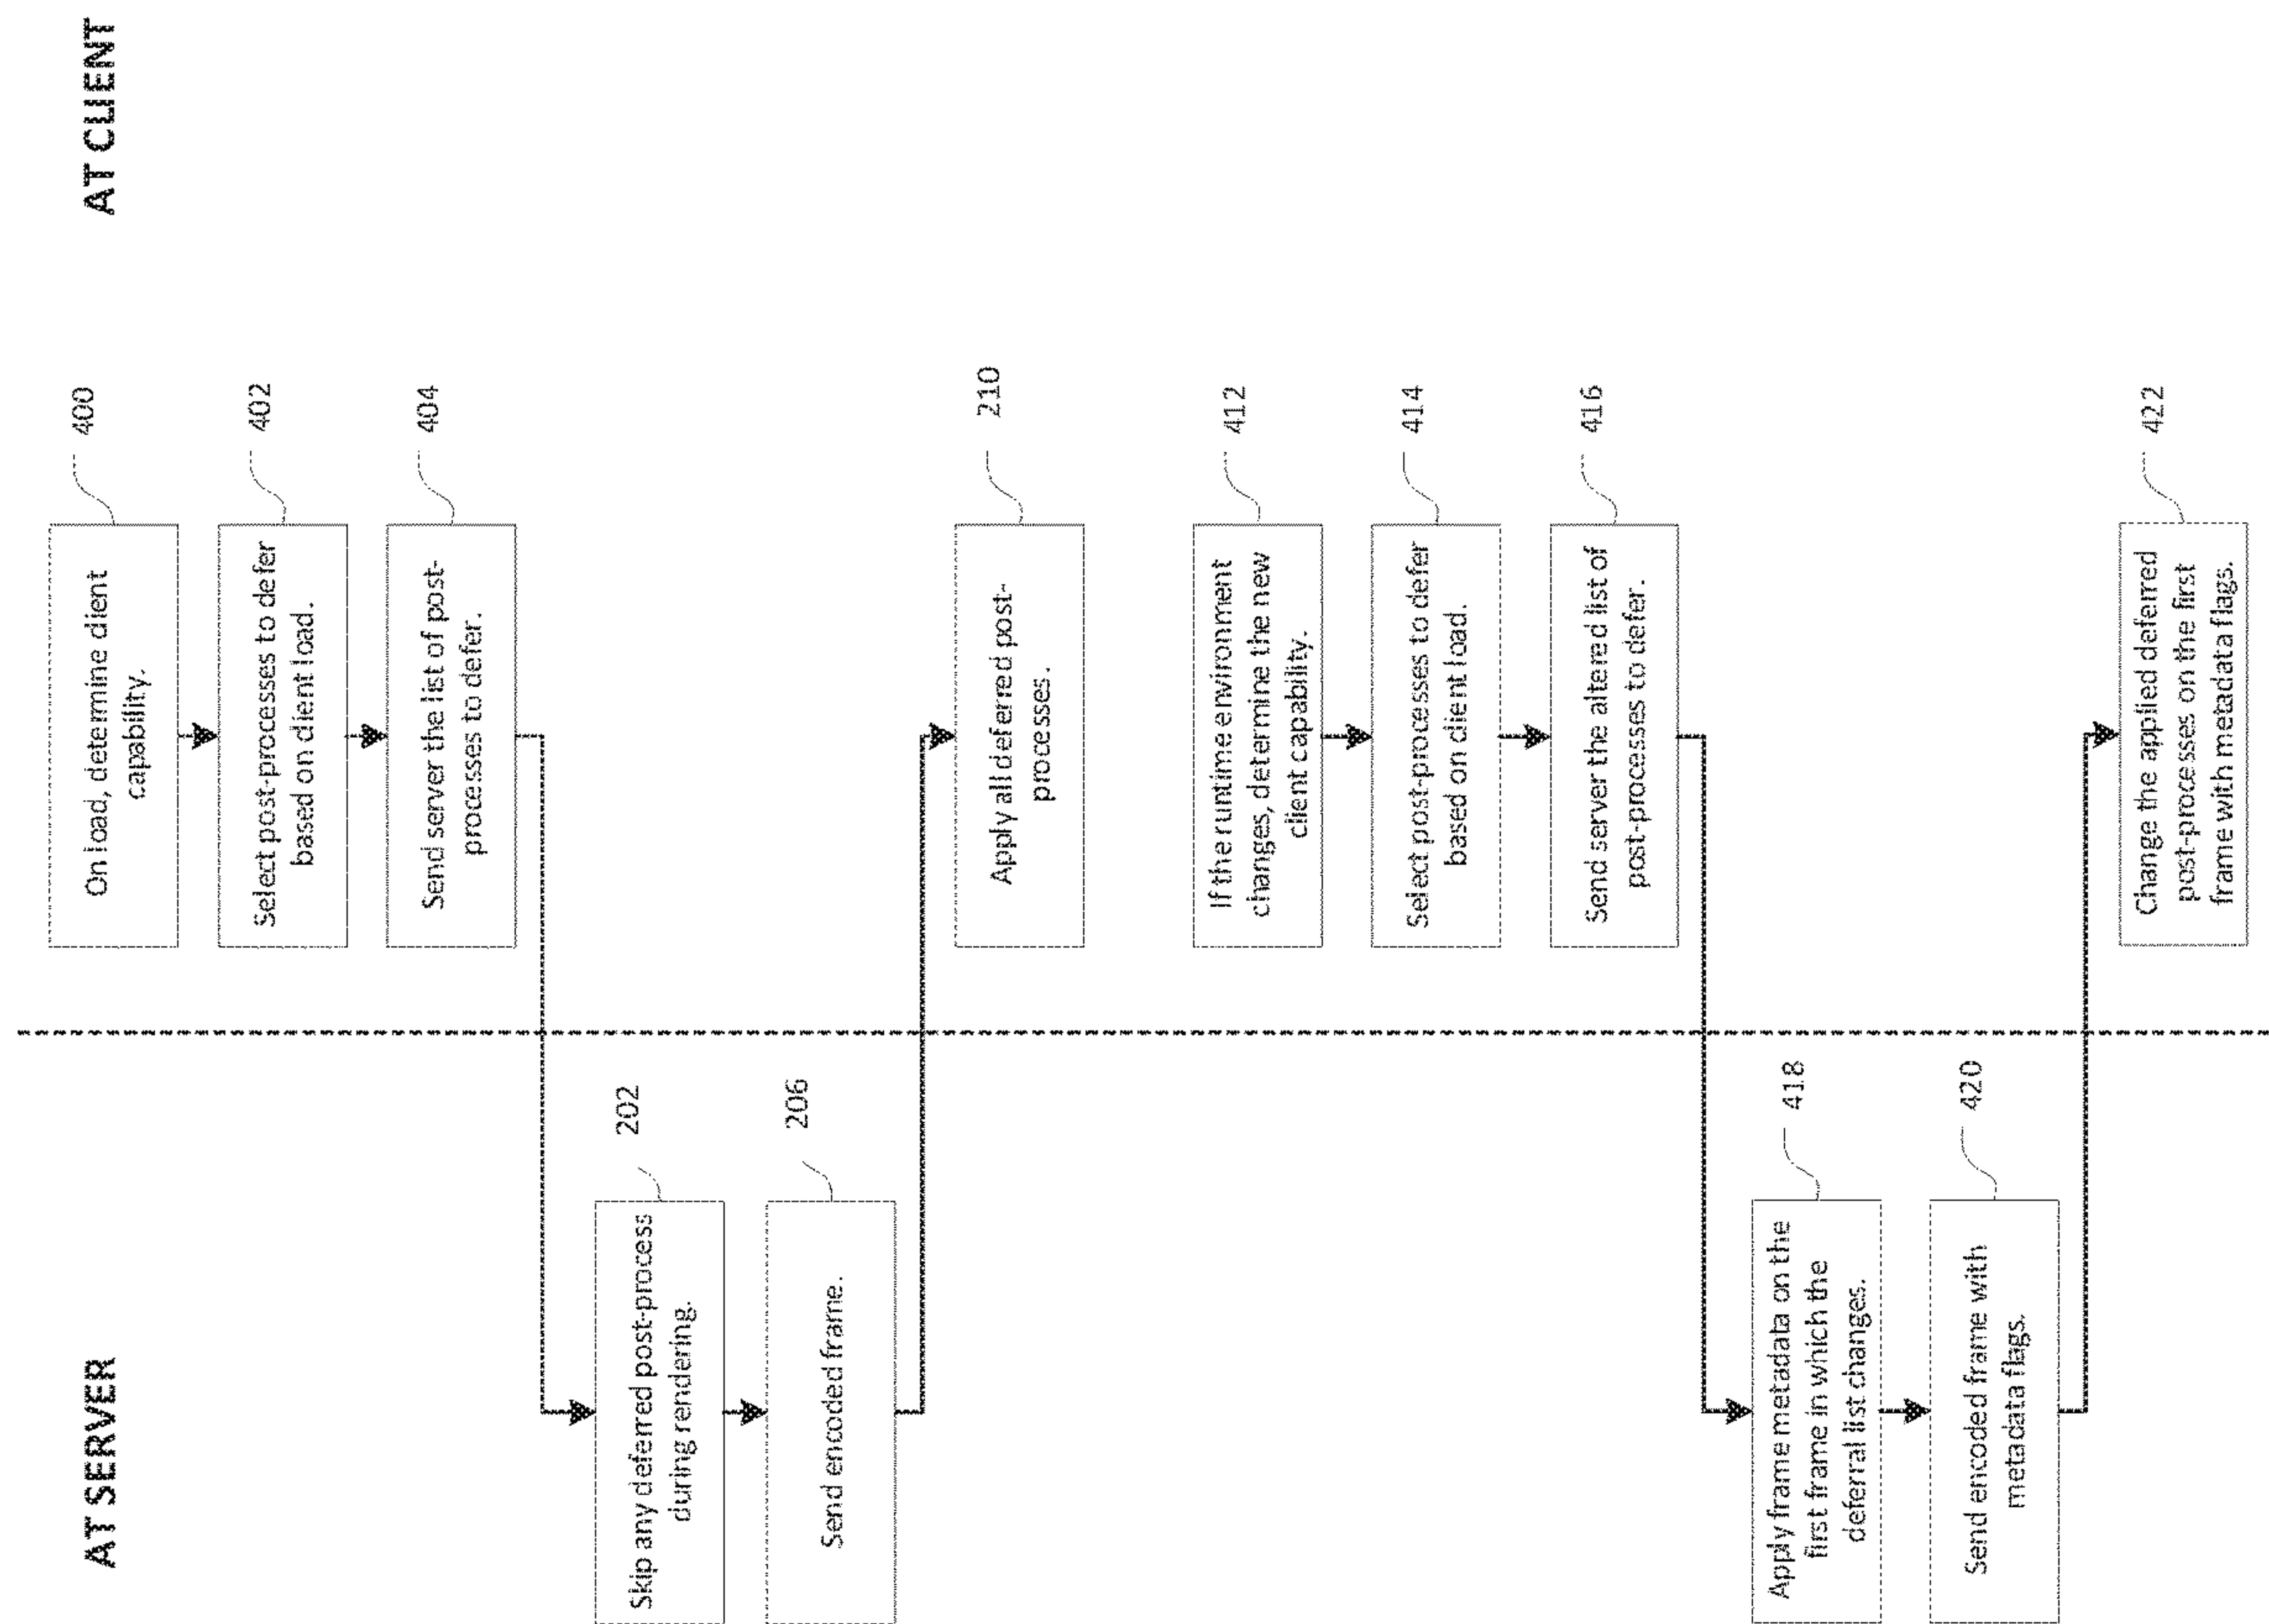 AT SERVER
AT CLIENT
On load, determine client
capability.
400
Select post-processes to defer
based on client load.
402
Send server the list of post-
processes to defer.
404
Skip any deferred post-process
during rendering.
202
Send encoded frame.
206
Apply all deferred post-
processes.
210
If the runtime environment
changes, determine the new
client capability.
412
Select post-processes to defer
based on client load.
414
Send server the altered list of
post-processes to defer.
416
Apply frame metadata on the
first frame in which the
deferral list changes.
418
Send encoded frame with
metadata flags.
420
Change the applied deferred
post-processes on the first
frame with metadata flags.
422